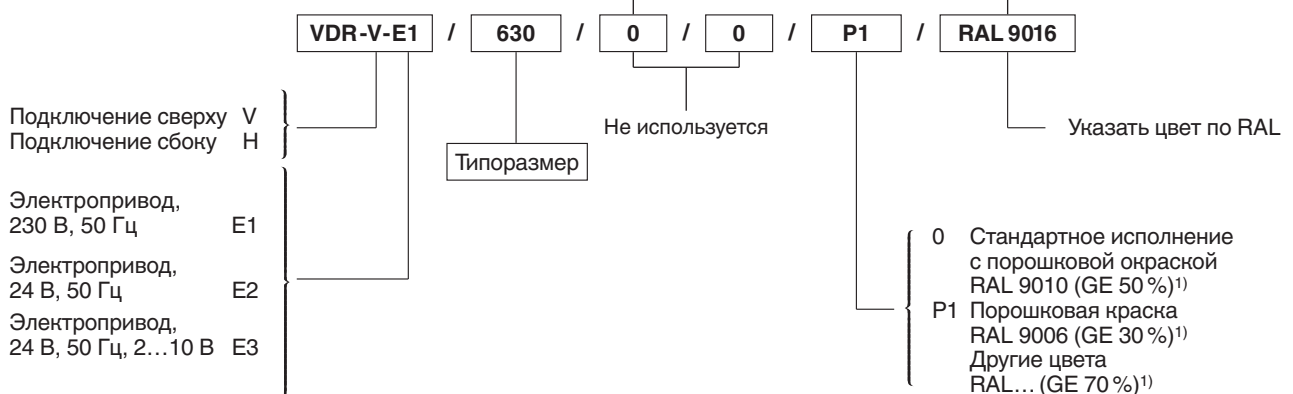 VDR-V-E1 / 630 / 0 / 0 / P1 / RAL 9016
Подключение сверху V
Подключение сбоку H
Не используется
Указать цвет по RAL
Типоразмер
Электропривод,
230 В, 50 Гц E1
Электропривод,
24 В, 50 Гц E2
Электропривод,
24 В, 50 Гц, 2...10 В E3
0 Стандартное исполнение
с порошковой окраской
RAL 9010 (GE 50 %)1)
P1 Порошковая краска
RAL 9006 (GE 30 %)1)
Другие цвета
RAL... (GE 70 %)1)